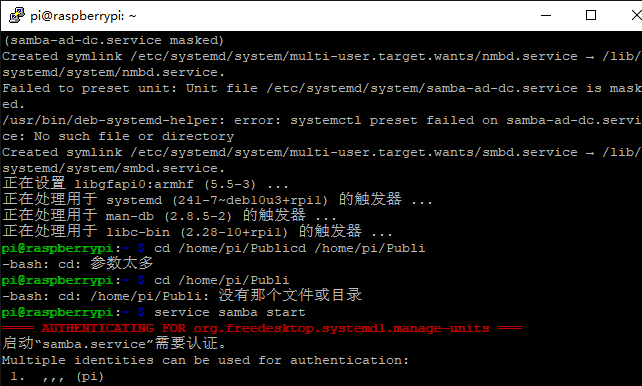 pi@raspberrypi: ~
(samba-ad-dc.service masked)
Created symlink /etc/systemd/system/multi-user.target.wants/nmbd.service → /lib/
systemd/system/nmbd.service.
Failed to preset unit: Unit file /etc/systemd/system/samba-ad-dc.service is mask
ed.
/usr/bin/deb-systemd-helper: error: systemctl preset failed on samba-ad-dc.servi
ce: No such file or directory
Created symlink /etc/systemd/system/multi-user.target.wants/smbd.service → /lib/
systemd/system/smbd.service.
正在设置 libgfapi0:armhf (5.5-3) ...
正在处理用于 systemd (241-7~deb10u3+rpi1) 的触发器 ...
正在处理用于 man-db (2.8.5-2) 的触发器 ...
正在处理用于 libc-bin (2.28-10+rpi1) 的触发器 ...
pi@raspberrypi:~ $ cd /home/pi/Publicd /home/pi/Publi
-bash: cd: 参数太多
pi@raspberrypi:~ $ cd /home/pi/Publi
-bash: cd: /home/pi/Publi: 没有那个文件或目录
pi@raspberrypi:~ $ service samba start
==== AUTHENTICATING FOR org.freedesktop.systemd1.manage-units ===
启动“samba.service”需要认证。
Multiple identities can be used for authentication:
 1.  ,,, (pi)